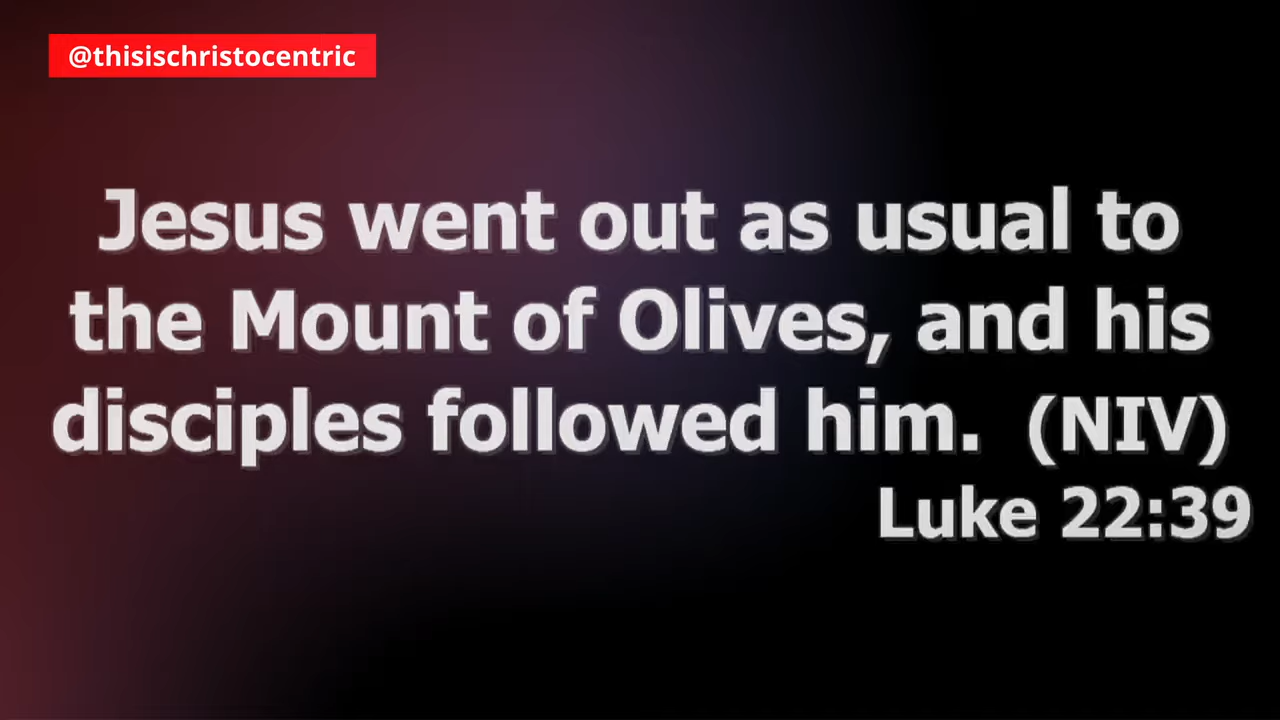 @thisischristocentric
Jesus went out as usual to
the Mount of Olives, and his
disciples followed him. (NIV)
Luke 22:39